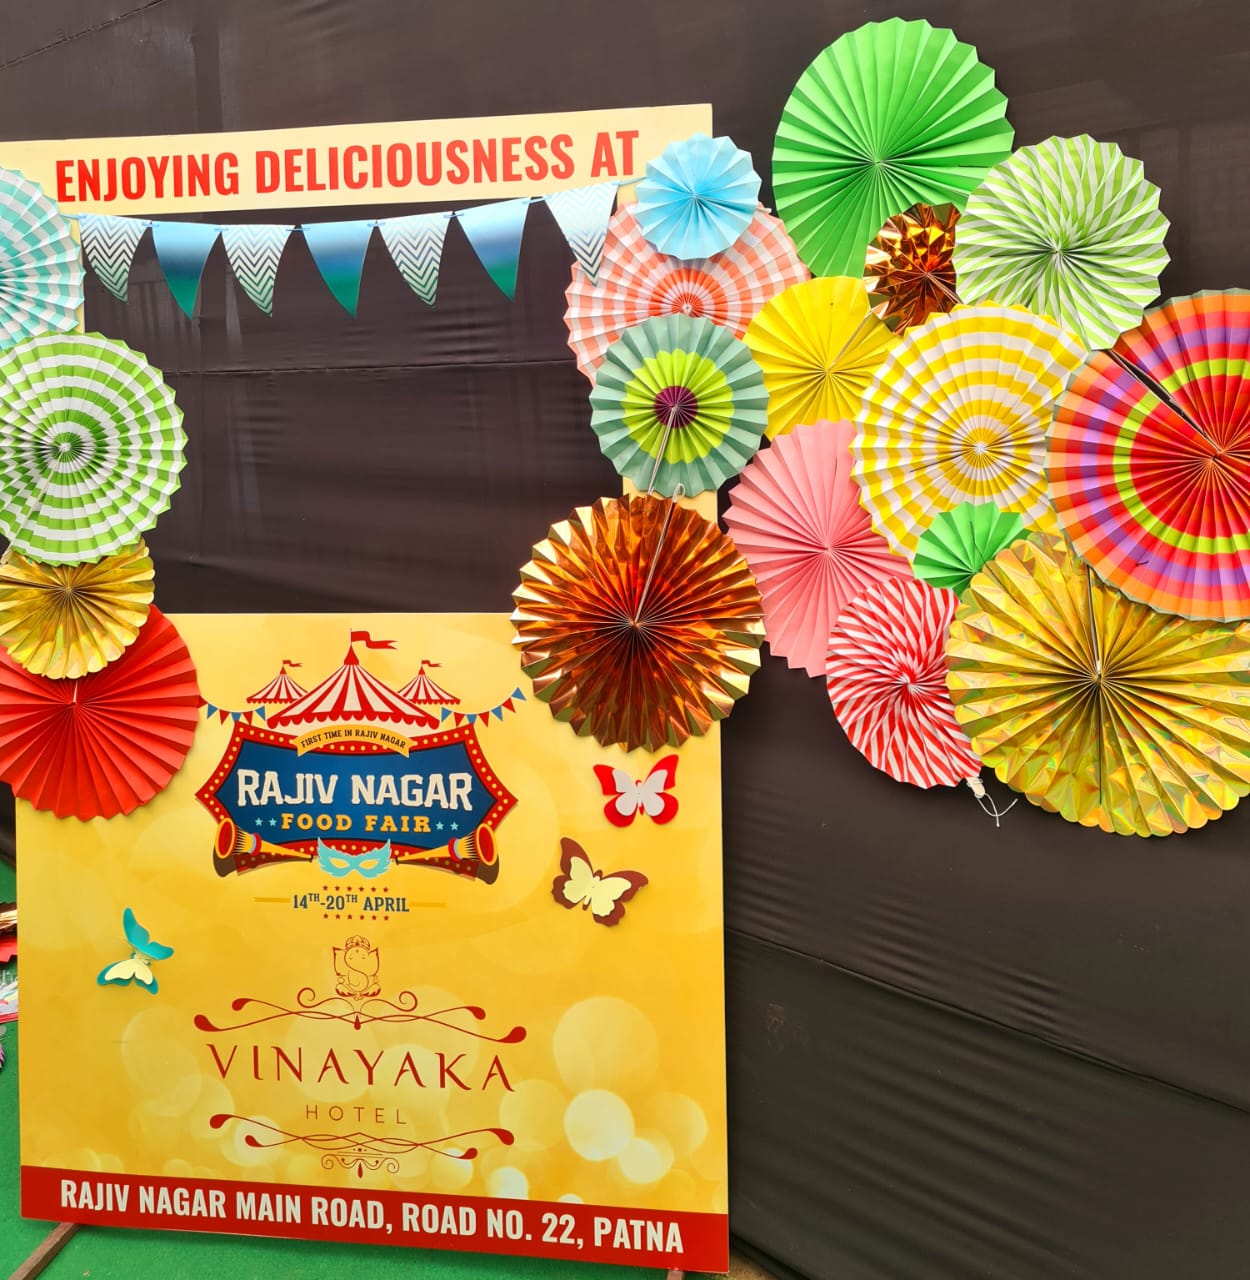 ENJOYING DELICIOUSNESS AT
FIRST TIME IN RAJIV NAGAR
RAJIV NAGAR
FOOD FAIR
14TH-20TH APRIL
VINAYAKA
HOTEL
RAJIV NAGAR MAIN ROAD, ROAD NO. 22, PATNA